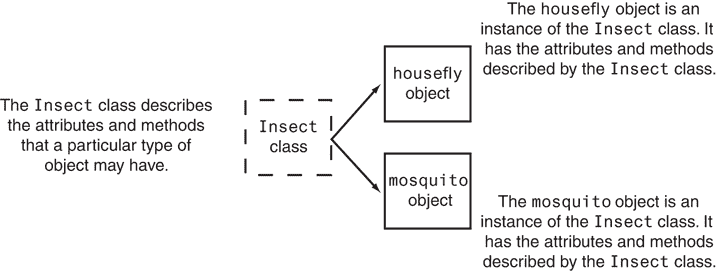 The Insect class describes
the attributes and methods
that a particular type of
object may have.
Insect
class
housefly
object
The housefly object is an
instance of the Insect class. It
has the attributes and methods
described by the Insect class.
mosquito
object
The mosquito object is an
instance of the Insect class. It
has the attributes and methods
described by the Insect class.